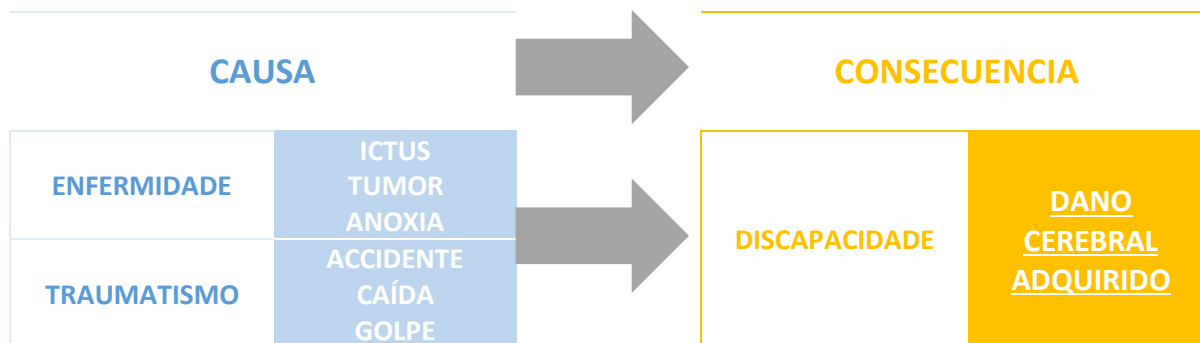 CAUSA
CONSECUENCIA
ENFERMIDADE
ICTUS
TUMOR
ANOXIA
TRAUMATISMO
ACCIDENTE
CAÍDA
GOLPE
DISCAPACIDADE
DANO
CEREBRAL
ADQUIRIDO